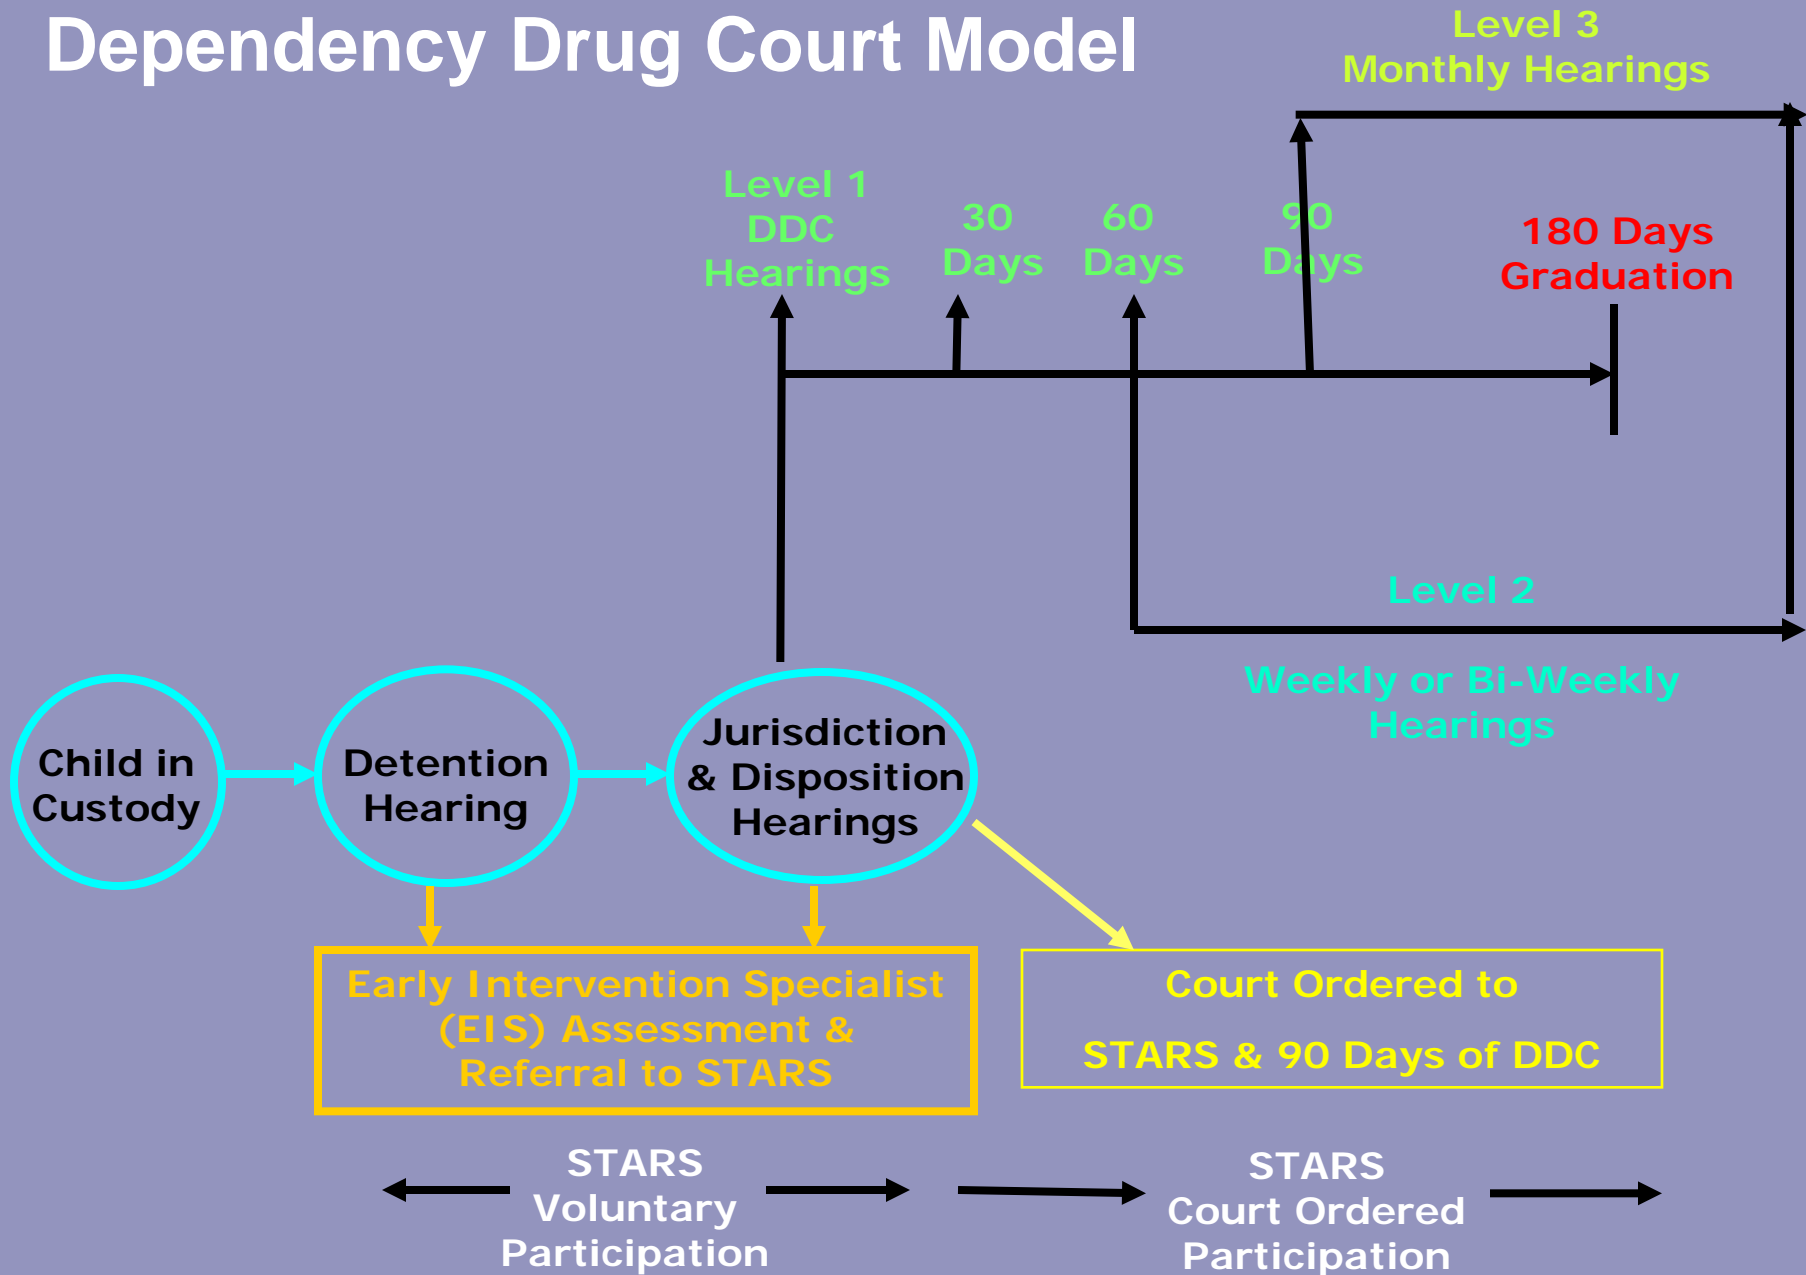 Dependency Drug Court Model
Level 3
Monthly Hearings
Level 1
DDC
Hearings
30
Days
60
Days
90
Days
180 Days
Graduation
Level 2
Weekly or Bi-Weekly
Hearings
Child in
Custody
Detention
Hearing
Jurisdiction
& Disposition
Hearings
Early Intervention Specialist
(EIS) Assessment &
Referral to STARS
Court Ordered to
STARS & 90 Days of DDC
STARS
Voluntary
Participation
STARS
Court Ordered
Participation